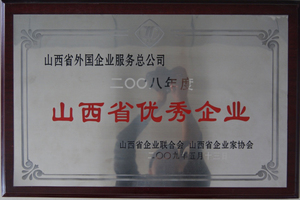 山西省外国企业服务总公司
二〇〇八年度
山西省优秀企业
山西省企业联合会 山西省企业家协会
二〇〇九年五月